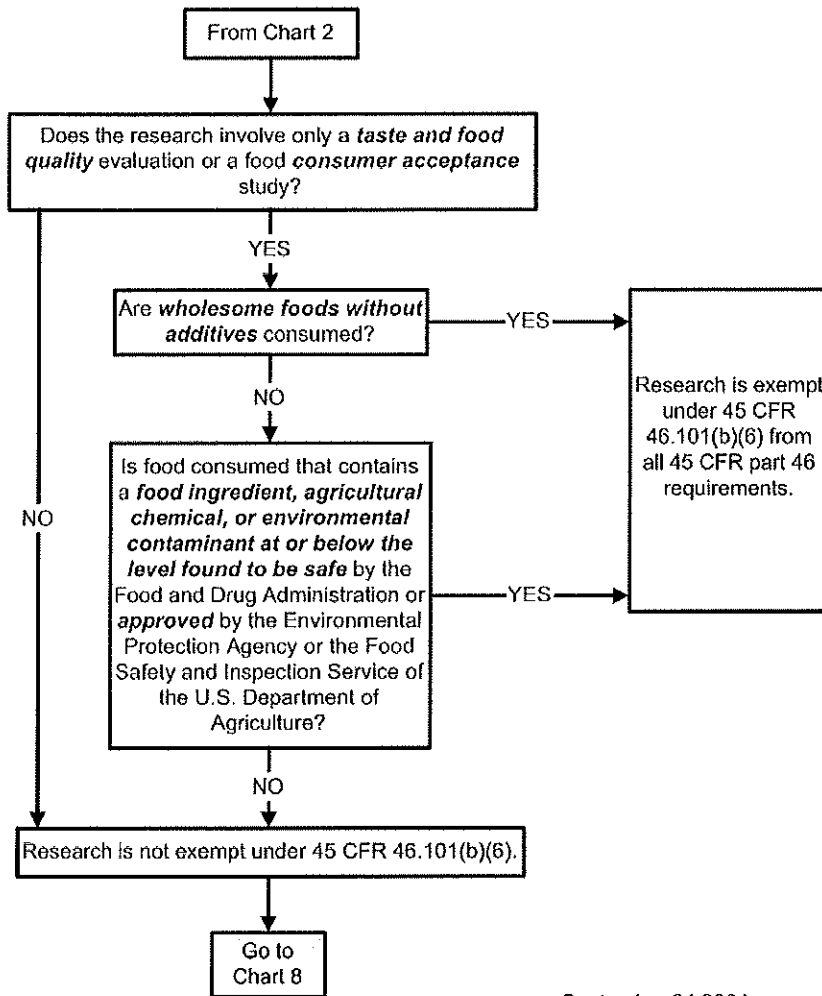 From Chart 2
Does the research involve only a taste and food
quality evaluation or a food consumer acceptance
study?
YES
Are wholesome foods without
additives consumed?
YES
NO
Research is exempt
under 45 CFR
46.101(b)(6) from
all 45 CFR part 46
requirements.
Is food consumed that contains
a food ingredient, agricultural
chemical, or environmental
contaminant at or below the
level found to be safe by the
Food and Drug Administration or
approved by the Environmental
Protection Agency or the Food
Safety and Inspection Service of
the U.S. Department of
Agriculture?
NO
YES
NO
Research is not exempt under 45 CFR 46.101(b)(6).
Go to
Chart 8